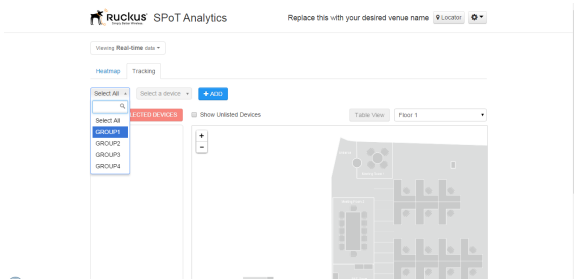 Ruckus SPoT Analytics
Simply Better Wireless.
Replace this with your desired venue name
Locator
Viewing Real-time data
Heatmap
Tracking
Select All
Select a device
+ ADD
LECTED DEVICES
Show Unlisted Devices
Table View
Floor 1
Select All
GROUP1
GROUP2
GROUP3
GROUP4
+
−